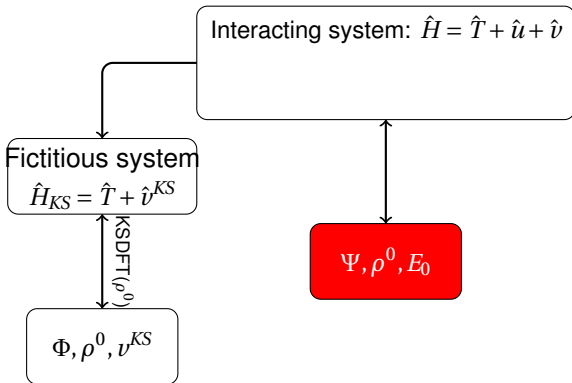 Interacting system: Ĥ = T̂ + û + v̂
Fictitious system
Ĥ_KS = T̂ + v̂^KS
KSDFT(ρ^0)
Ψ, ρ^0, E_0
Φ, ρ^0, v^KS